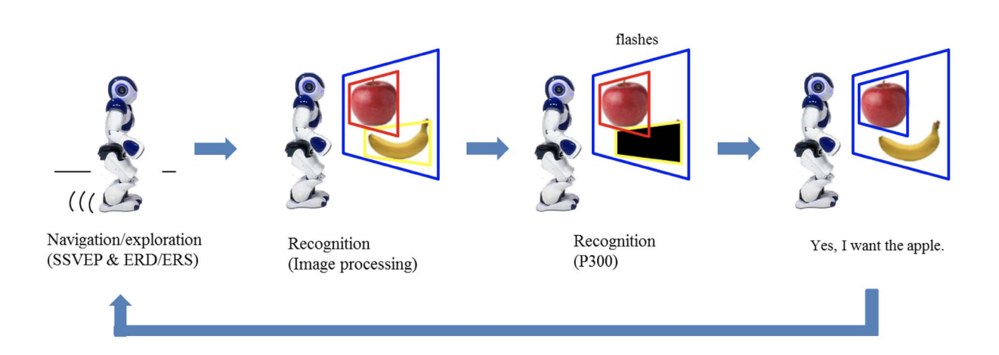 flashes
Navigation/exploration
(SSVEP & ERD/ERS)
Recognition
(Image processing)
Recognition
(P300)
Yes, I want the apple.